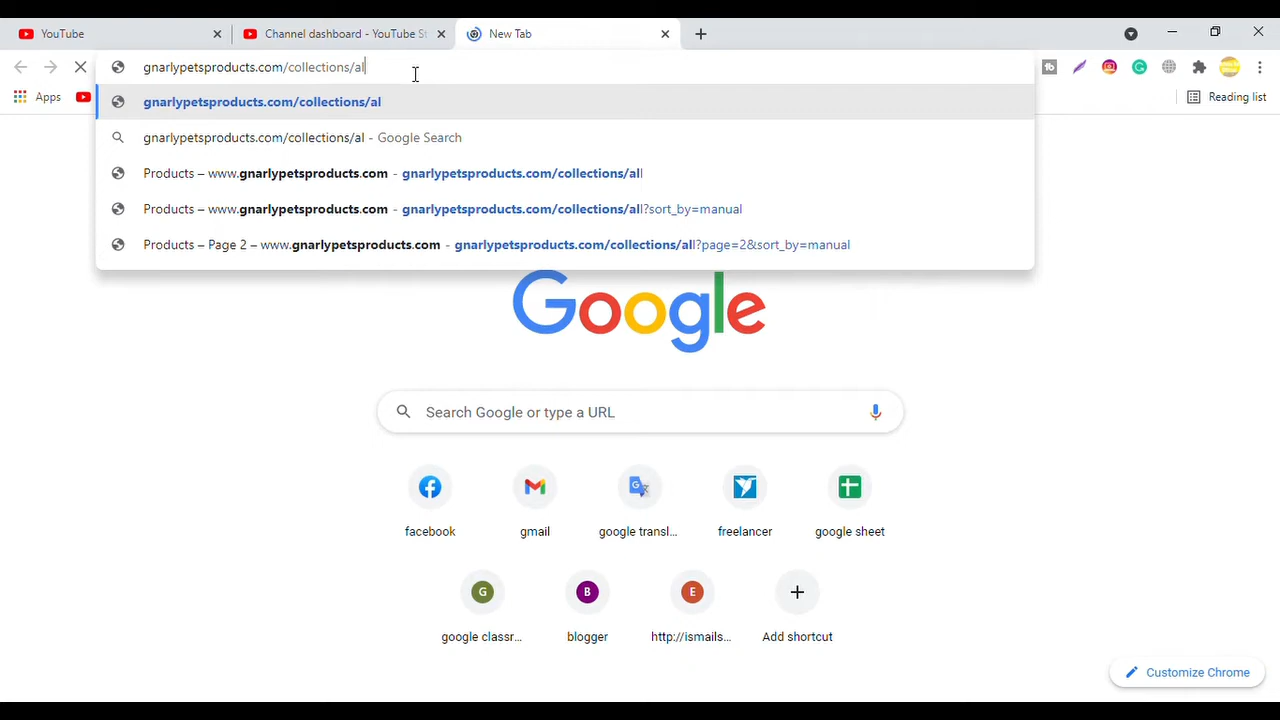 YouTube
Channel dashboard - YouTube St
New Tab
gnarlypetsproducts.com/collections/al
Apps
Reading list
gnarlypetsproducts.com/collections/al
gnarlypetsproducts.com/collections/al - Google Search
Products – www.gnarlypetsproducts.com - gnarlypetsproducts.com/collections/all
Products – www.gnarlypetsproducts.com - gnarlypetsproducts.com/collections/all?sort_by=manual
Products – Page 2 – www.gnarlypetsproducts.com - gnarlypetsproducts.com/collections/all?page=2&sort_by=manual
Google
Search Google or type a URL
facebook
gmail
google transl...
freelancer
google sheet
G
B
E
google classr...
blogger
http://ismails...
Add shortcut
Customize Chrome